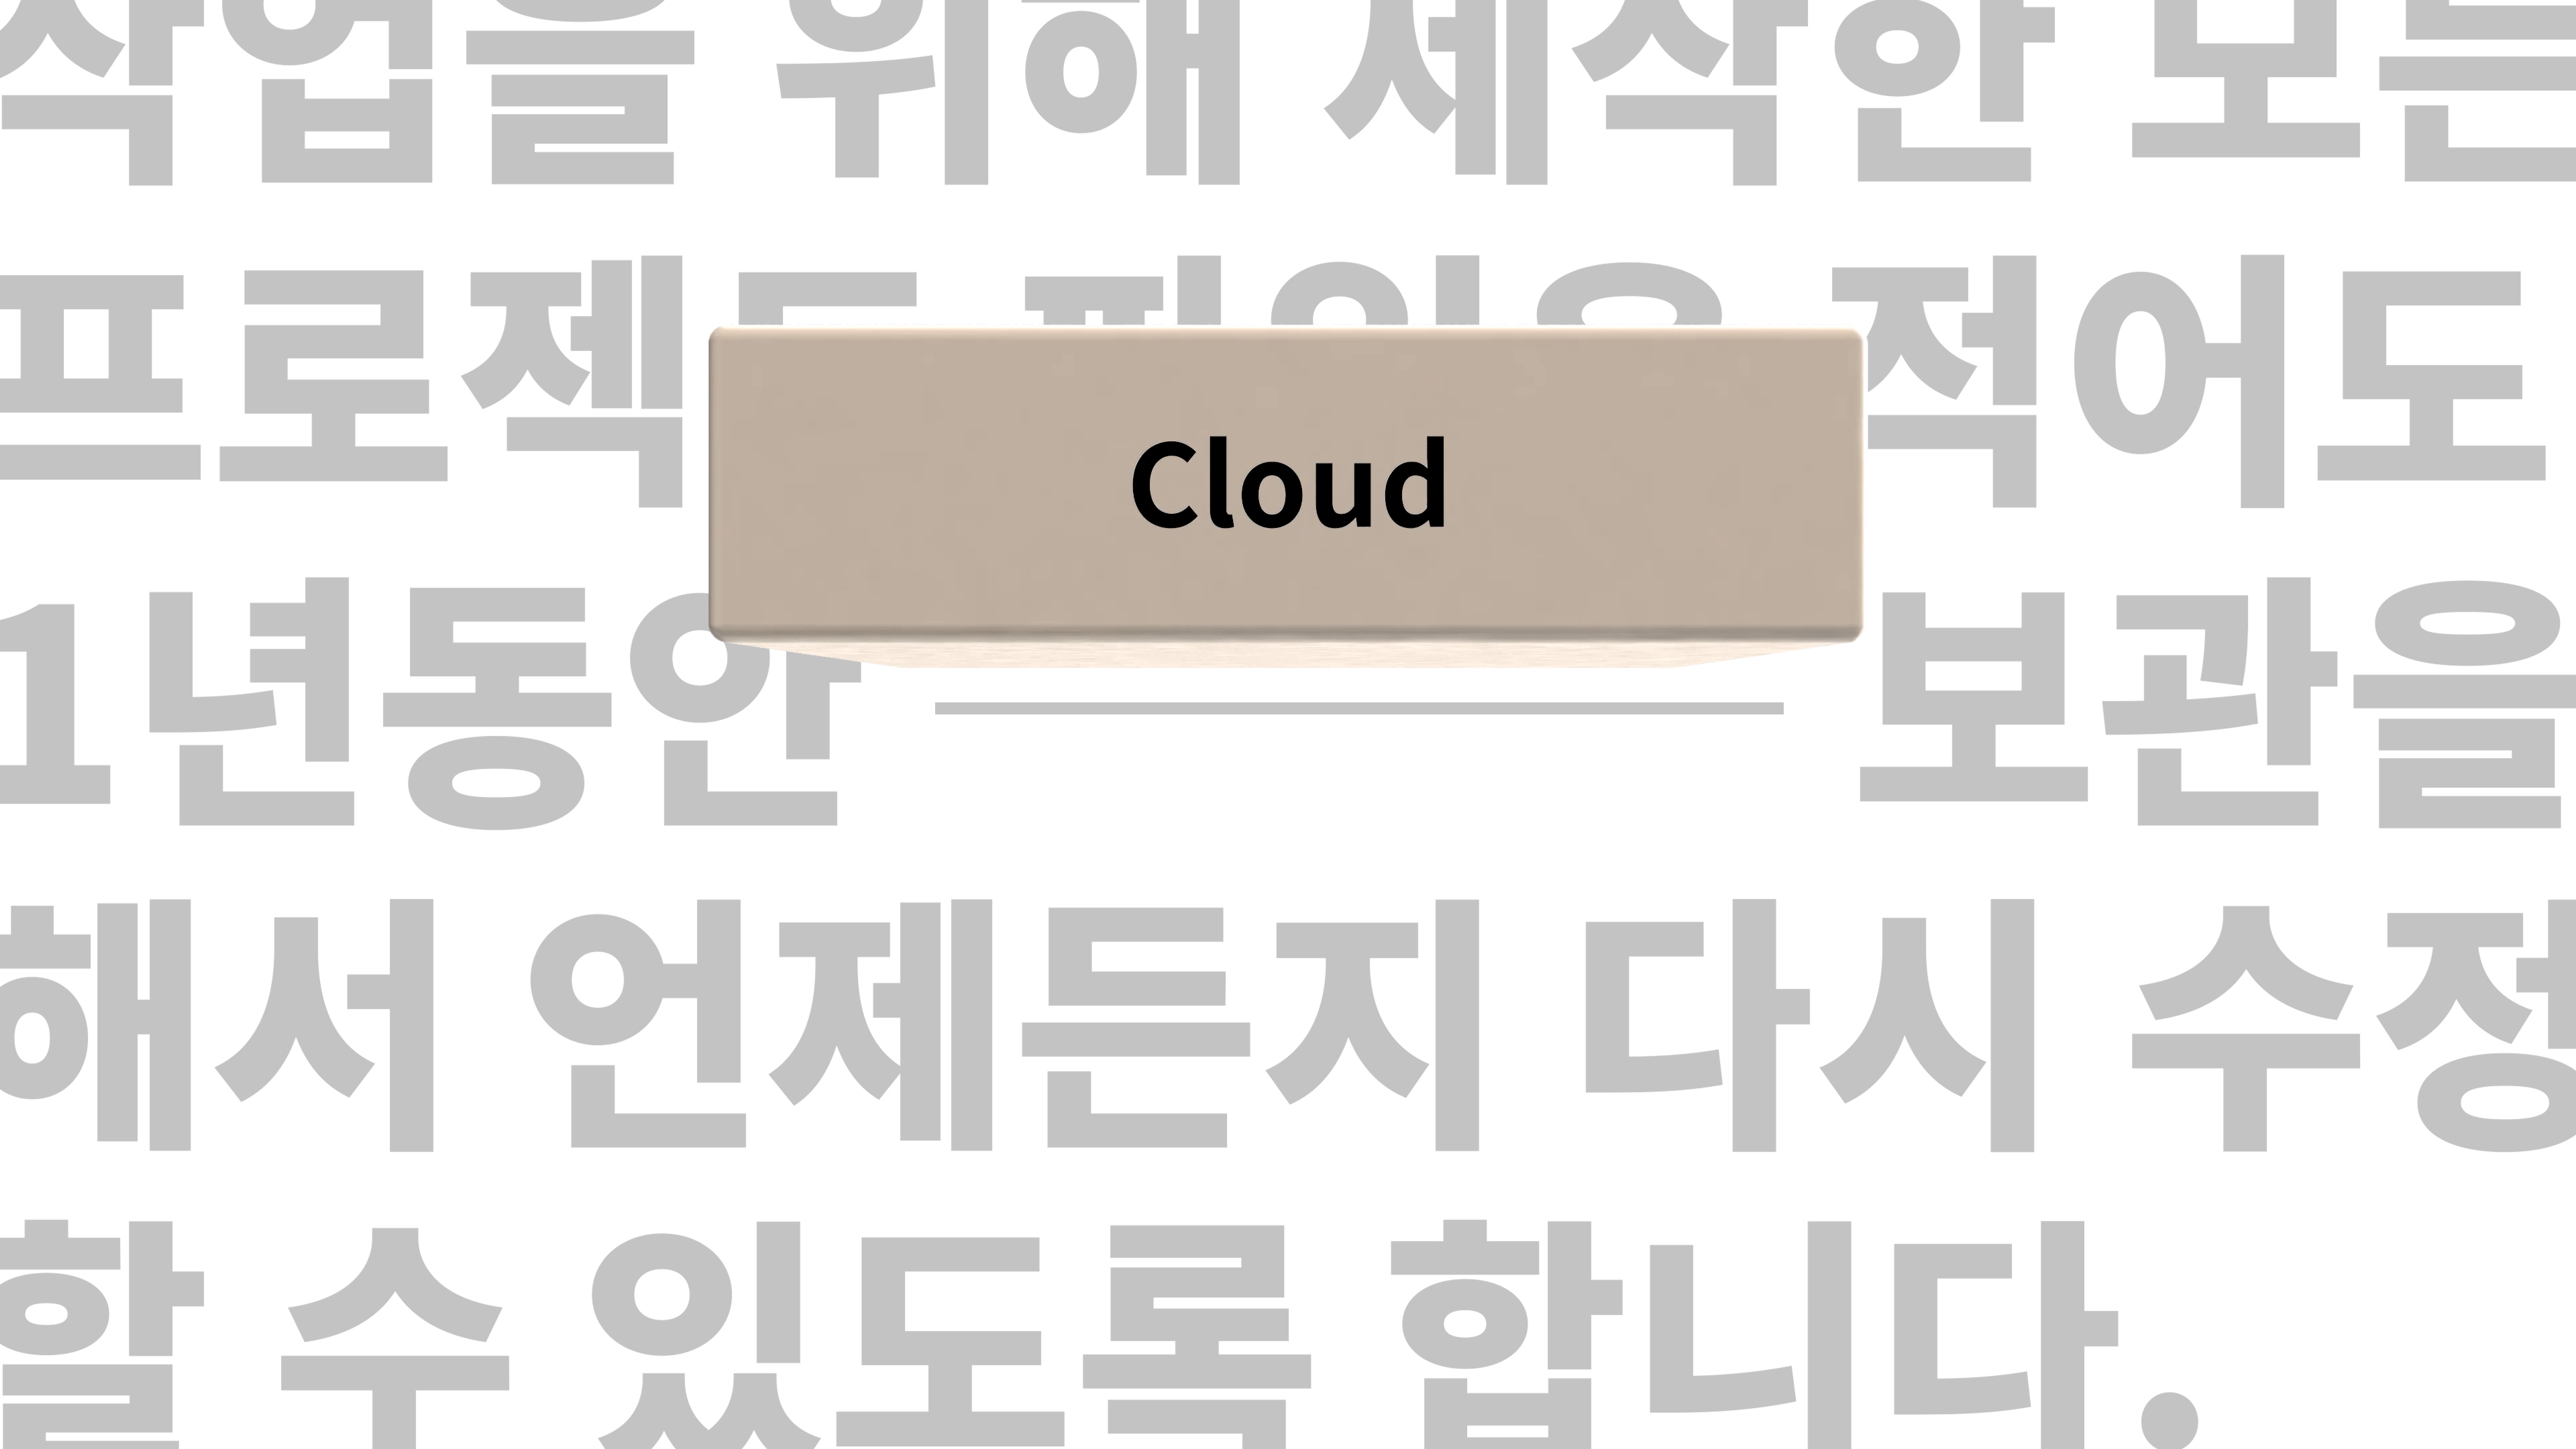 작업을 위해 제작한 모든
프로젝트 적어도
Cloud
1년동안 보관을
해서 언제든지 다시 수정
할 수 있도록 합니다.